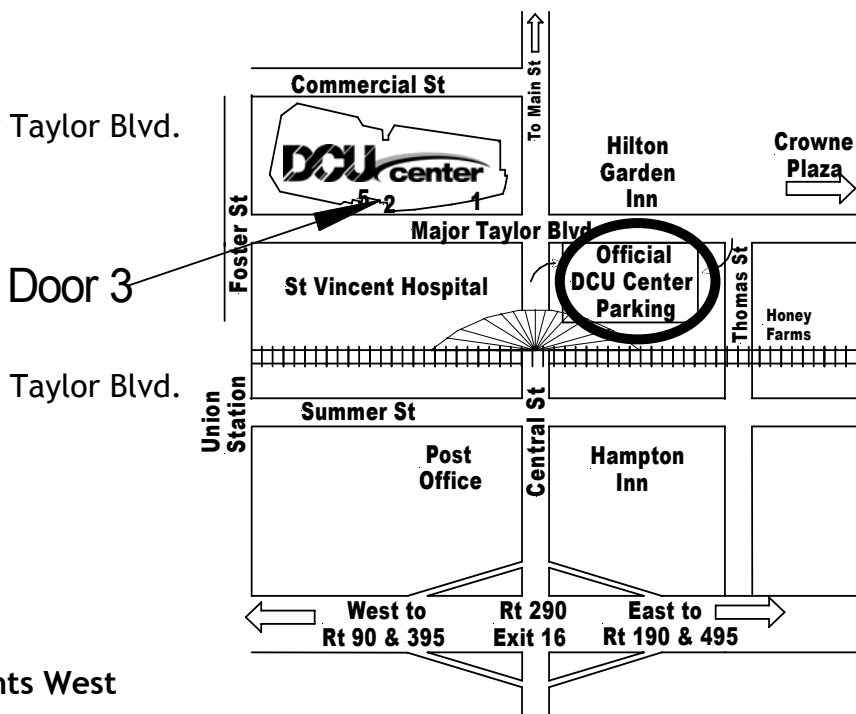 Commercial St
To Main St
Taylor Blvd.
DCU center
Hilton
Garden
Inn
Crowne
Plaza
5 2 1
Foster St
Major Taylor Blvd
Door 3
St Vincent Hospital
Official
DCU Center
Parking
Thomas St
Honey
Farms
Taylor Blvd.
Union
Station
Summer St
Central St
Post
Office
Hampton
Inn
West to
Rt 90 & 395
Rt 290
Exit 16
East to
Rt 190 & 495
nts West